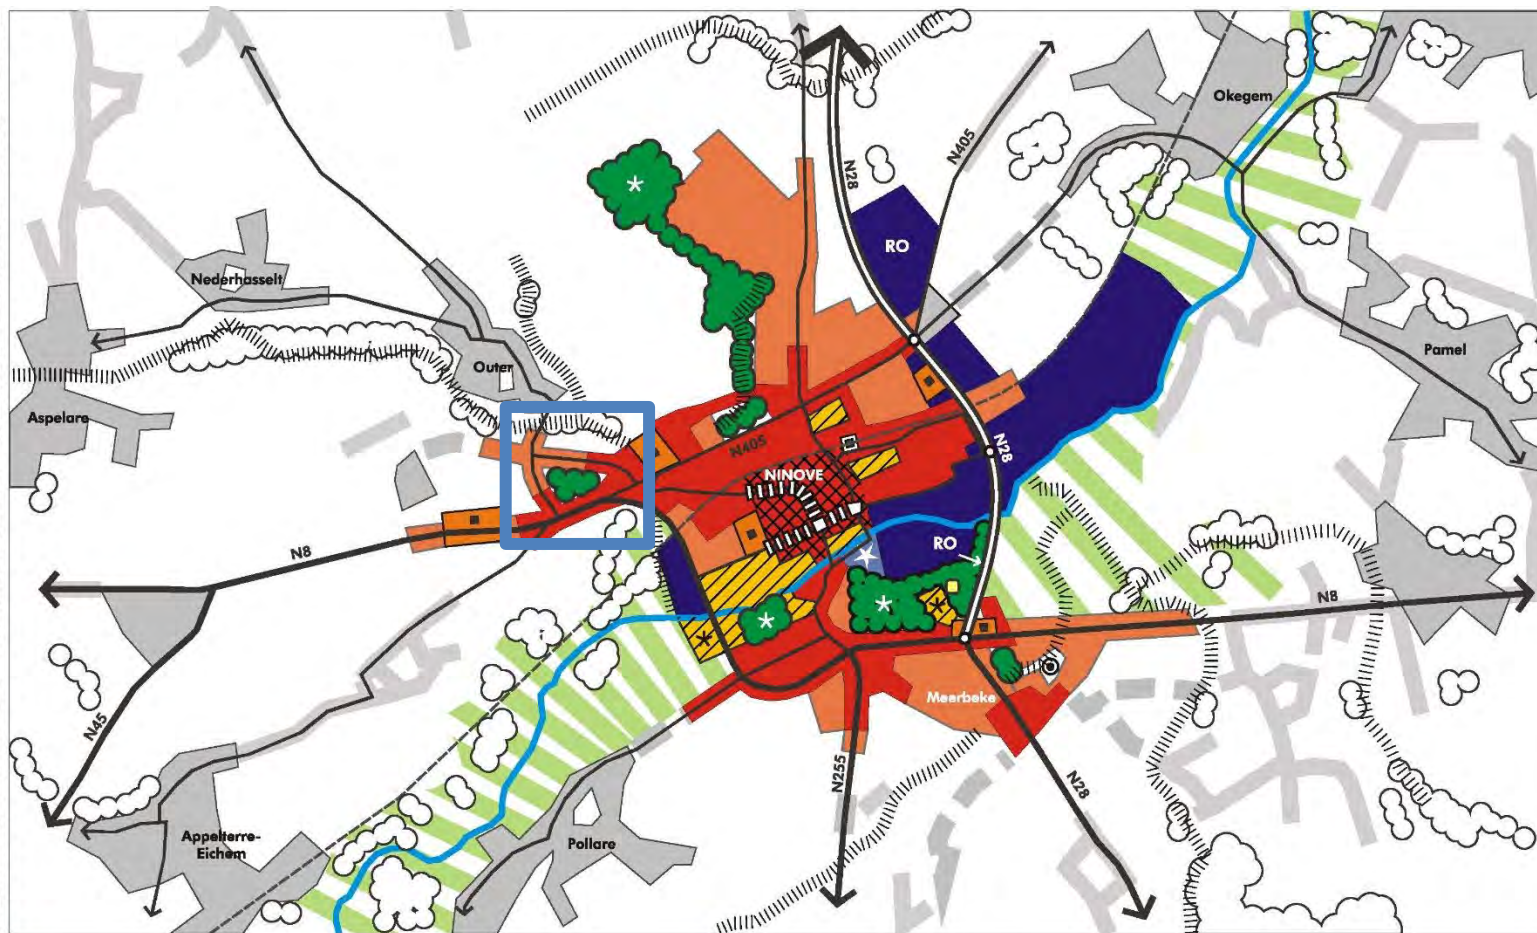 Okegem
N405
N28
RO
Nederhasselt
Outer
Pamel
Aspelare
N405
NINOVE
N28
N8
RO
N8
Meerbeke
N45
N255
N28
Appelterre-
Eichem
Pollare